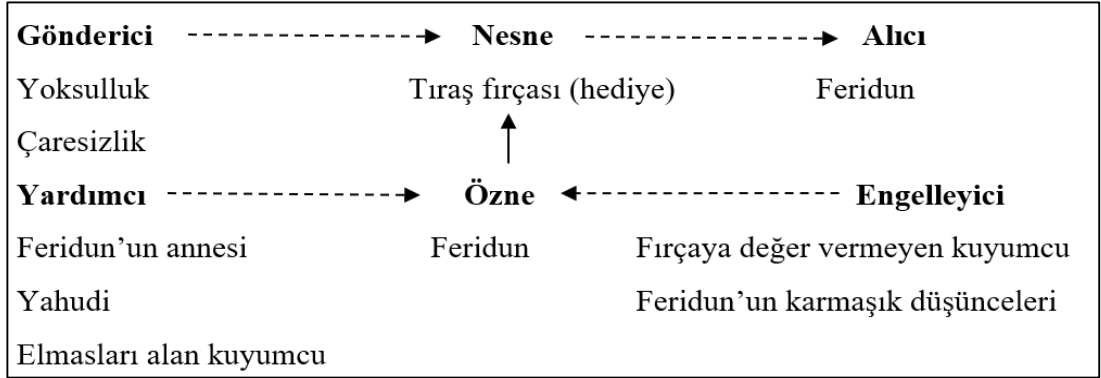 Gönderici Nesne Alıcı
Yoksulluk Tıraş fırçası (hediye) Feridun
Çaresizlik
Yardımcı Özne Engelleyici
Feridun’un annesi Feridun Fırçaya değer vermeyen kuyumcu
Yahudi Feridun’un karmaşık düşünceleri
Elmasları alan kuyumcu